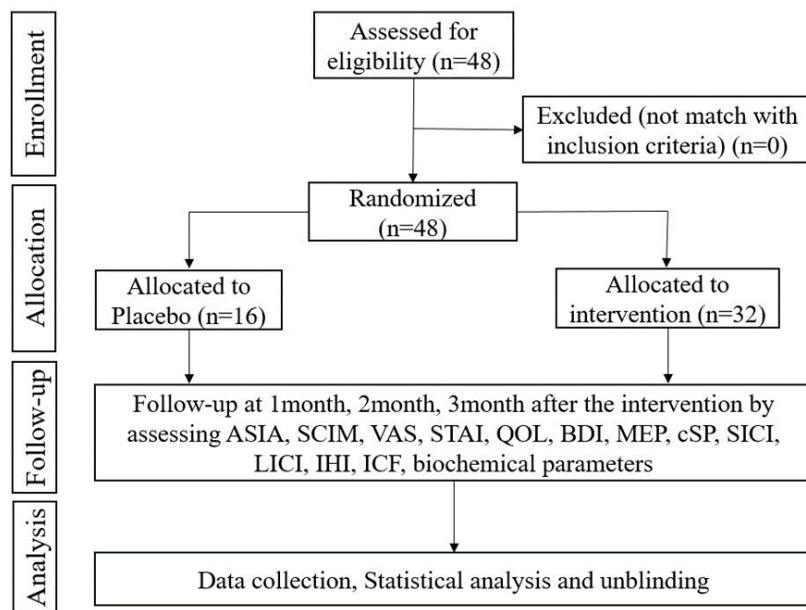 Enrollment
Assessed for
eligibility (n=48)
Excluded (not match with
inclusion criteria) (n=0)
Allocation
Randomized
(n=48)
Allocated to
Placebo (n=16)
Allocated to
intervention (n=32)
Follow-up
Follow-up at 1month, 2month, 3month after the intervention by
assessing ASIA, SCIM, VAS, STAI, QOL, BDI, MEP, cSP, SICI,
LICI, IHI, ICF, biochemical parameters
Analysis
Data collection, Statistical analysis and unblinding